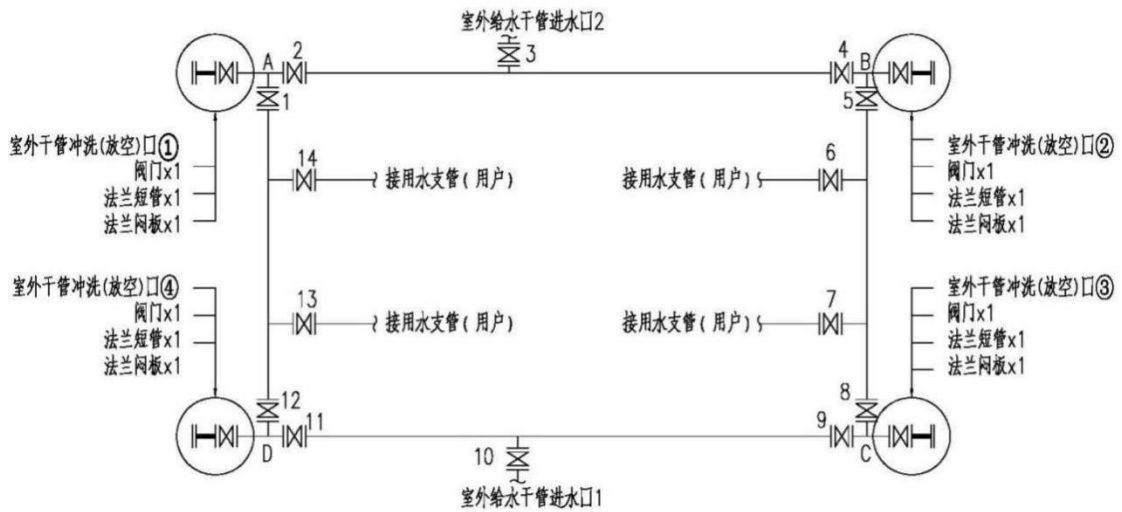 室外给水干管进水口2
A
2
3
4
B
1
5
室外干管冲洗(放空)口①
阀门x1
法兰短管x1
法兰闷板x1
14
接用水支管(用户)
接用水支管(用户)
6
室外干管冲洗(放空)口②
阀门x1
法兰短管x1
法兰闷板x1
室外干管冲洗(放空)口④
阀门x1
法兰短管x1
法兰闷板x1
13
接用水支管(用户)
接用水支管(用户)
7
室外干管冲洗(放空)口③
阀门x1
法兰短管x1
法兰闷板x1
12
8
11
9
D
10
C
室外给水干管进水口1